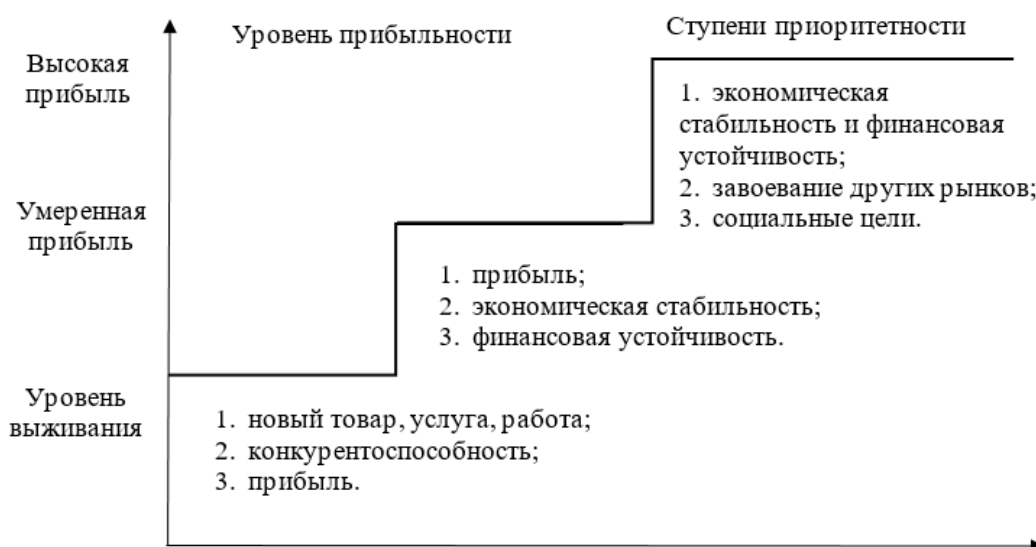 Уровень прибыльности
Ступени приоритетности
Высокая
прибыль
1. экономическая
стабильность и финансовая
устойчивость;
2. завоевание других рынков;
3. социальные цели.
Умеренная
прибыль
1. прибыль;
2. экономическая стабильность;
3. финансовая устойчивость.
Уровень
выживания
1. новый товар, услуга, работа;
2. конкурентоспособность;
3. прибыль.